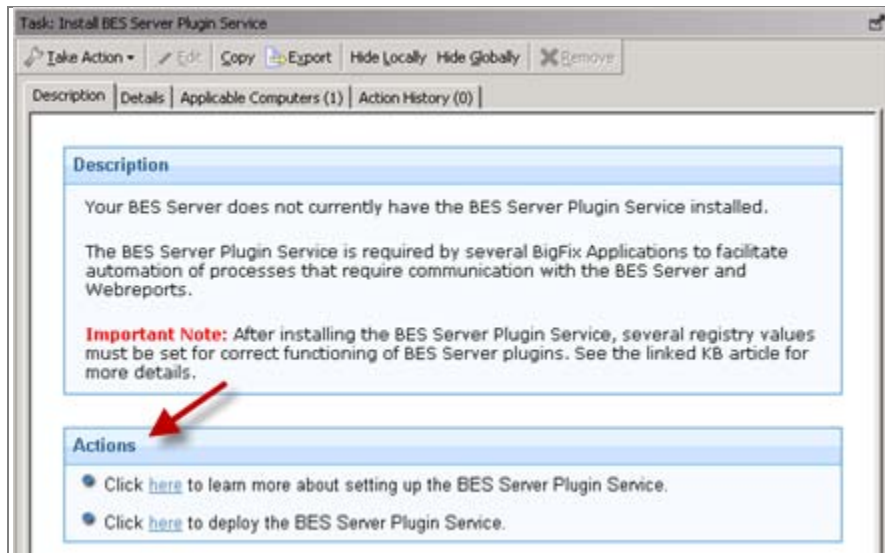 Task: Install BES Server Plugin Service
Take Action Edit Copy Export Hide Locally Hide Globally Remove
Description Details Applicable Computers (1) Action History (0)
Description
Your BES Server does not currently have the BES Server Plugin Service installed.
The BES Server Plugin Service is required by several BigFix Applications to facilitate
automation of processes that require communication with the BES Server and
Webreports.
Important Note: After installing the BES Server Plugin Service, several registry values
must be set for correct functioning of BES Server plugins. See the linked KB article for
more details.
Actions
Click here to learn more about setting up the BES Server Plugin Service.
Click here to deploy the BES Server Plugin Service.